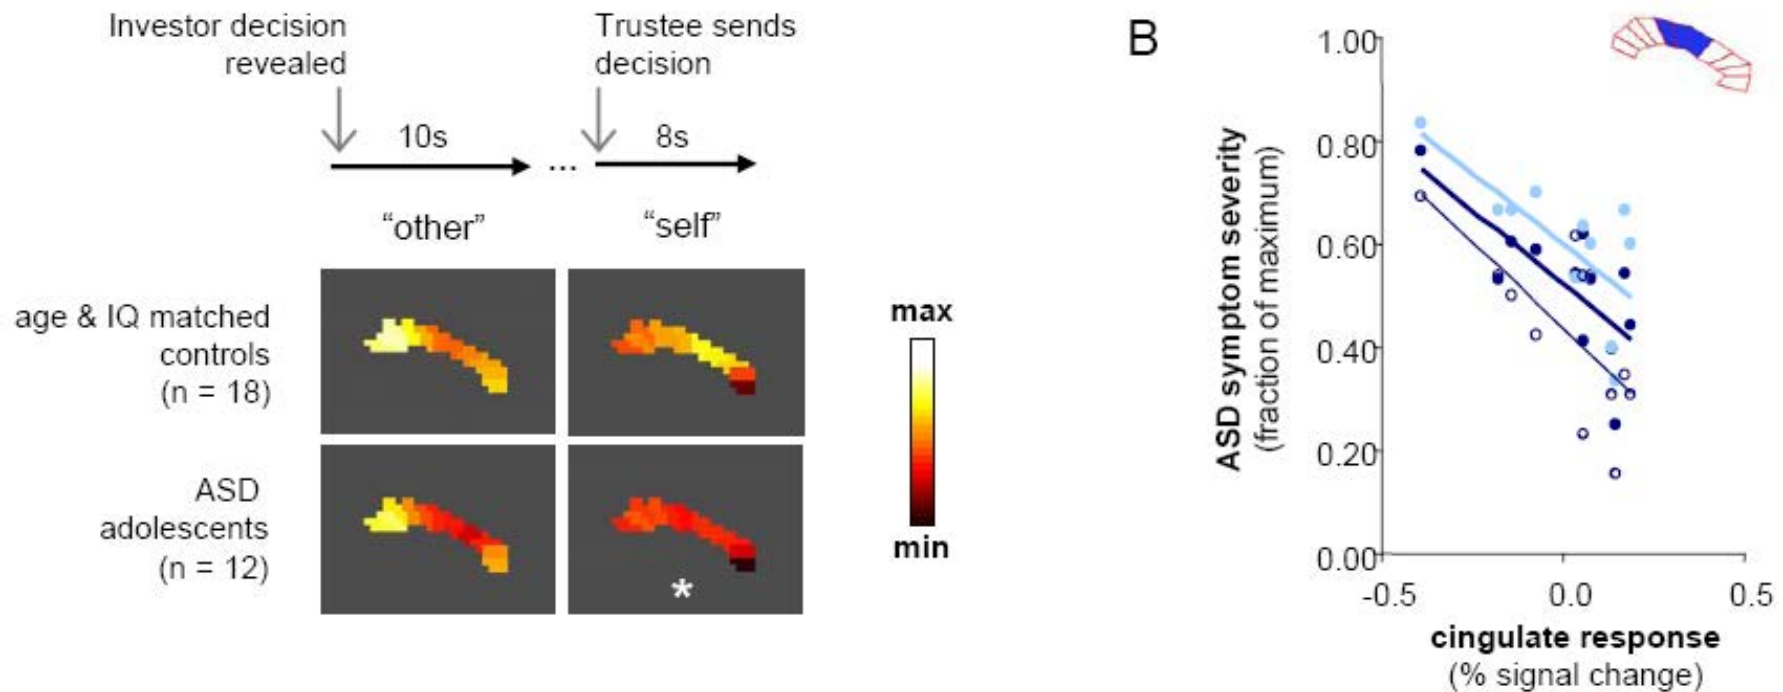 Investor decision
revealed
Trustee sends
decision
10s
...
8s
“other”
“self”
age & IQ matched
controls
(n = 18)
ASD
adolescents
(n = 12)
*
max
min
B
ASD symptom severity
(fraction of maximum)
1.00
0.80
0.60
0.40
0.20
0.00
-0.5
0.0
0.5
cingulate response
(% signal change)